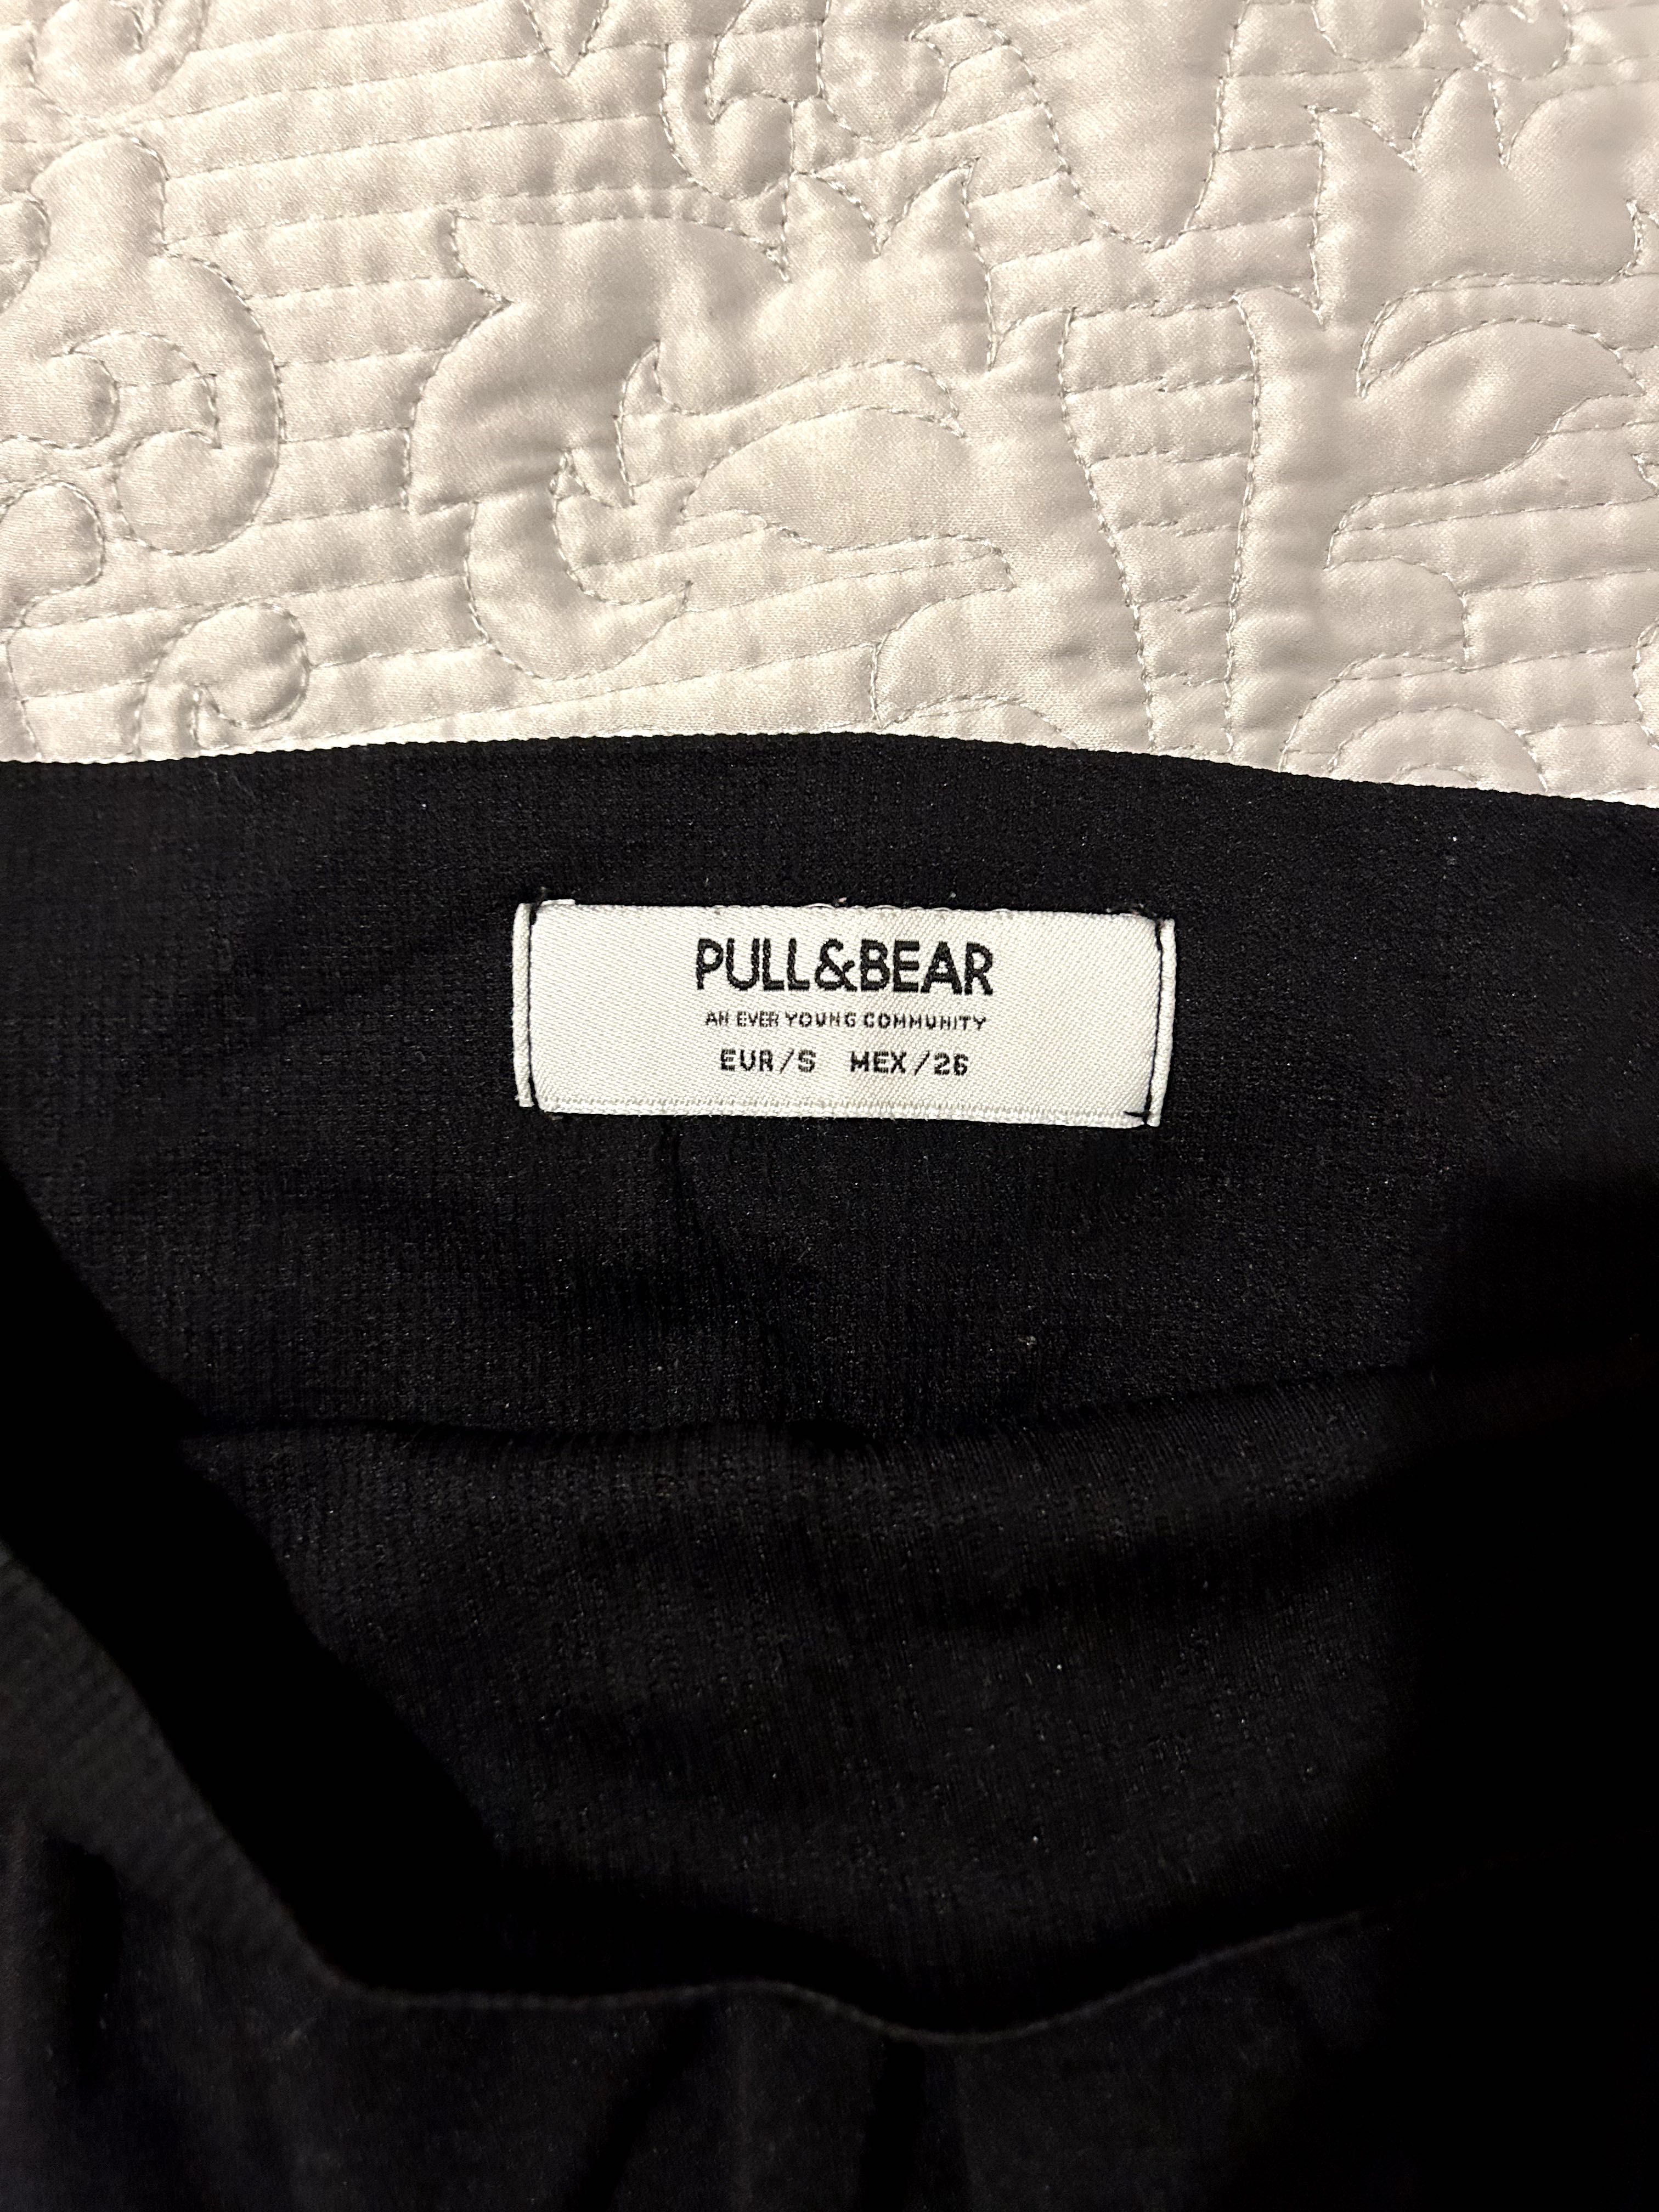 PULL&BEAR
AN EVER YOUNG COMMUNITY
EUR/S MEX/26